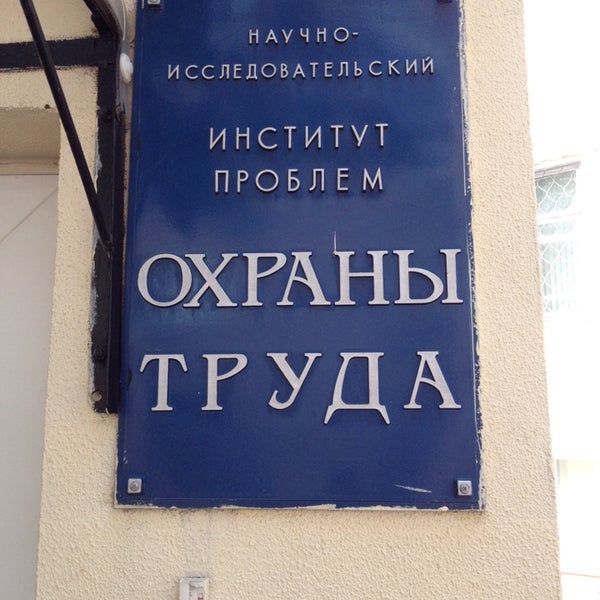 НАУЧНО-
ИССЛЕДОВАТЕЛЬСКИЙ
ИНСТИТУТ
ПРОБЛЕМ
ОХРАНЫ
ТРУДА